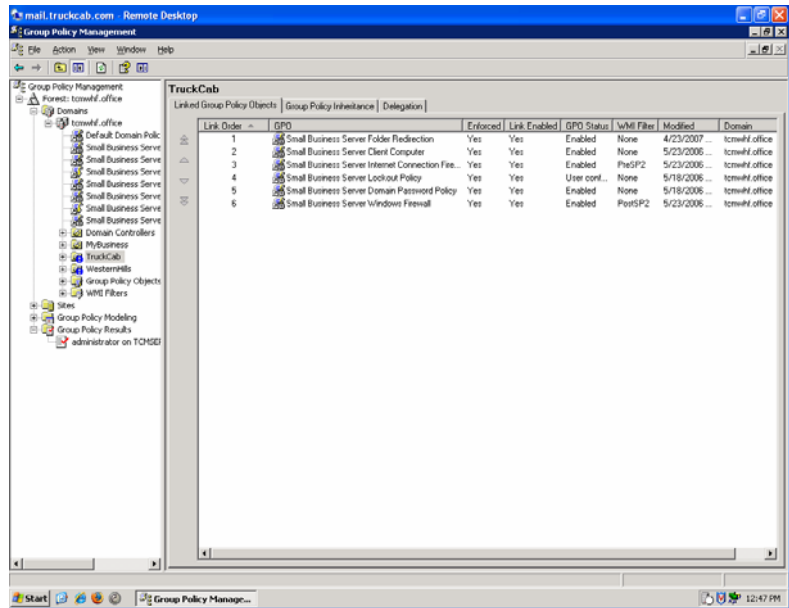 mail.truckcab.com - Remote Desktop
Group Policy Management
File Action View Window Help
Group Policy Management
Forest: tcmwhf.office
Domains
tcmwhf.office
Default Domain Polic
Small Business Serve
Small Business Serve
Small Business Serve
Small Business Serve
Small Business Serve
Small Business Serve
Small Business Serve
Domain Controllers
MyBusiness
TruckCab
WesternHills
Group Policy Objects
WMI Filters
Sites
Group Policy Modeling
Group Policy Results
administrator on TCMSE
TruckCab
Linked Group Policy Objects Group Policy Inheritance Delegation
Link Order GPO Enforced Link Enabled GPO Status WMI Filter Modified Domain
1 Small Business Server Folder Redirection Yes Yes Enabled None 4/23/2007 ... tcmwhf.office
2 Small Business Server Client Computer Yes Yes Enabled None 5/23/2006 ... tcmwhf.office
3 Small Business Server Internet Connection Fire... Yes Yes Enabled PreSP2 5/23/2006 ... tcmwhf.office
4 Small Business Server Lockout Policy Yes Yes User conf... None 5/18/2006 ... tcmwhf.office
5 Small Business Server Domain Password Policy Yes Yes Enabled None 5/18/2006 ... tcmwhf.office
6 Small Business Server Windows Firewall Yes Yes Enabled PostSP2 5/23/2006 ... tcmwhf.office
Start Group Policy Manage... 12:47 PM